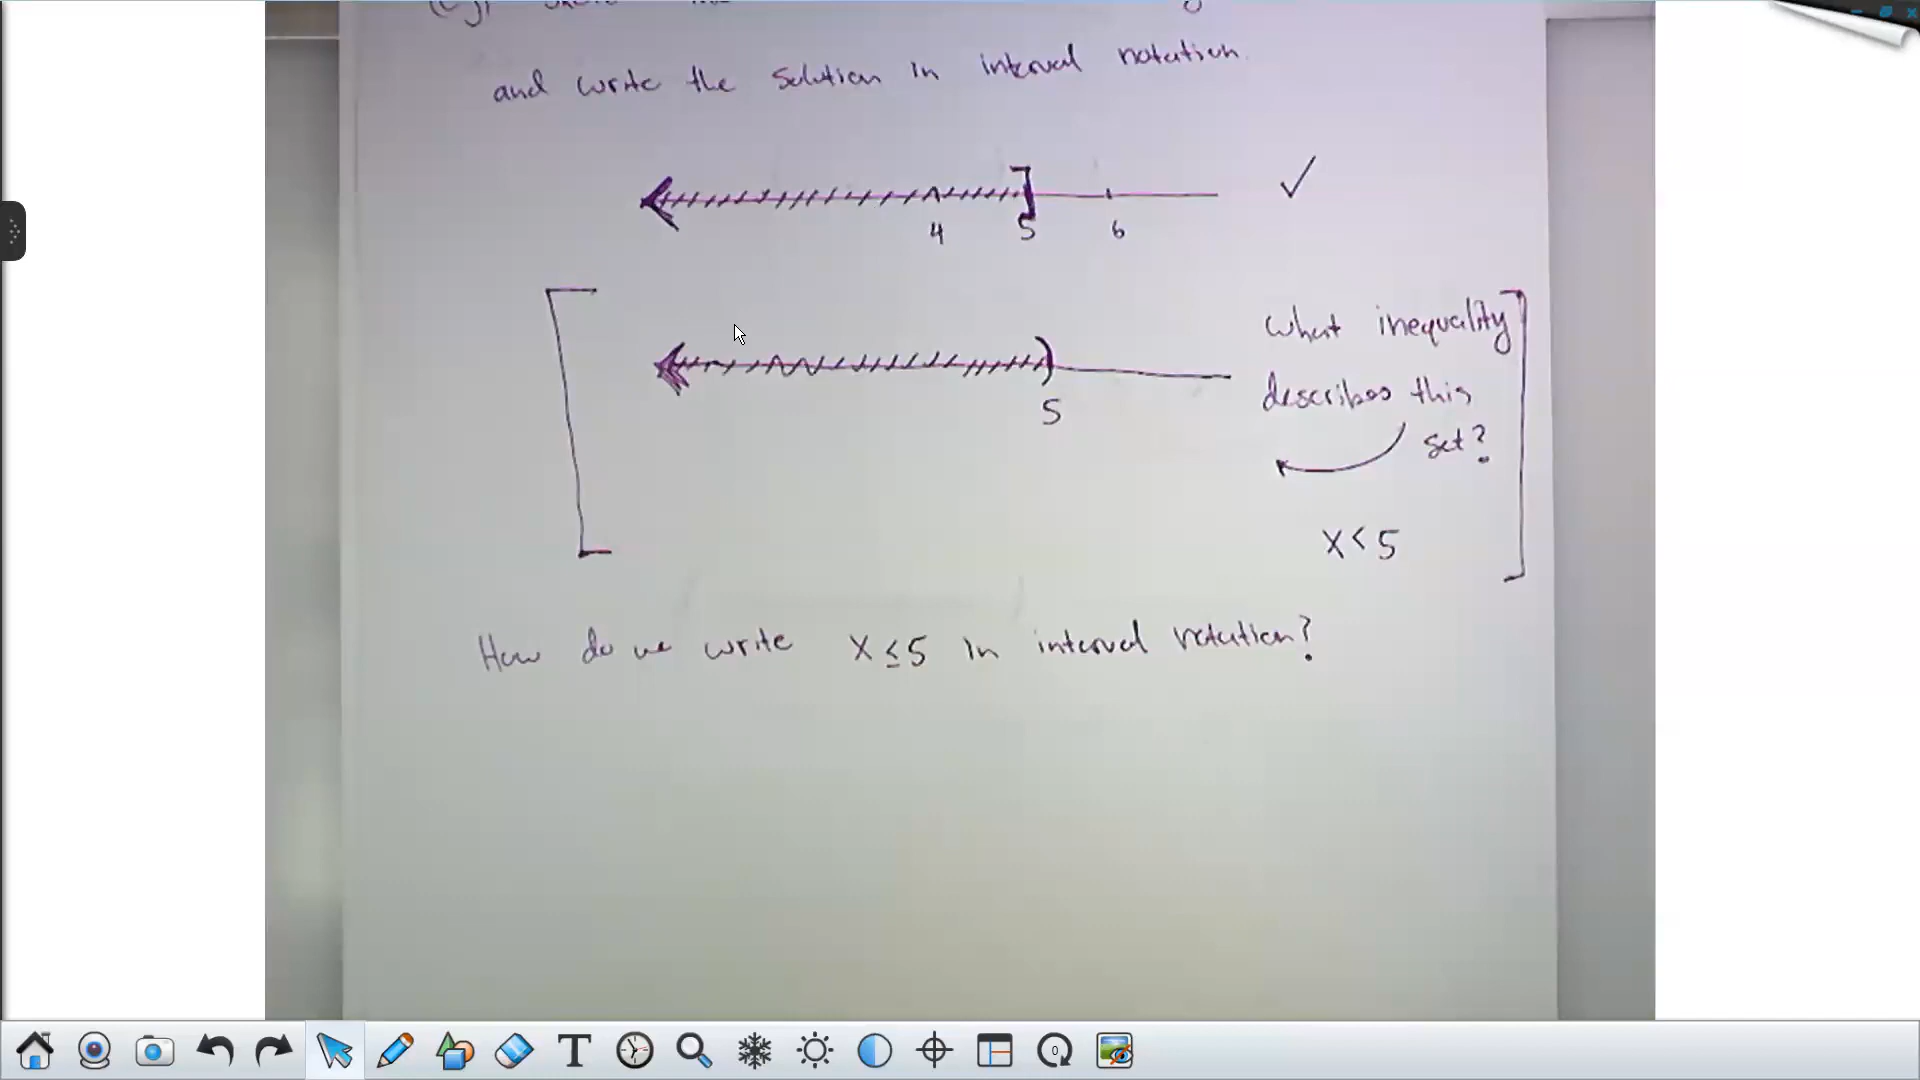 and write the solution in interval notation.
4 5 6
What inequality
describes this
set?
5
x < 5
How do we write x ≤ 5 in interval notation?
T
0